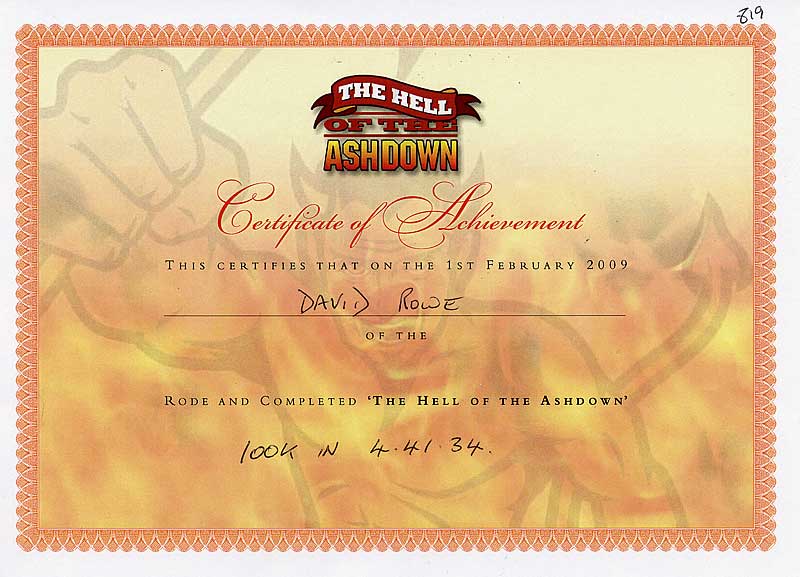 819
THE HELL
OF THE
ASHDOWN
Certificate of Achievement
THIS CERTIFIES THAT ON THE 1ST FEBRUARY 2009
DAVID ROWE
OF THE
RODE AND COMPLETED ‘THE HELL OF THE ASHDOWN’
100K IN 4.41.34.